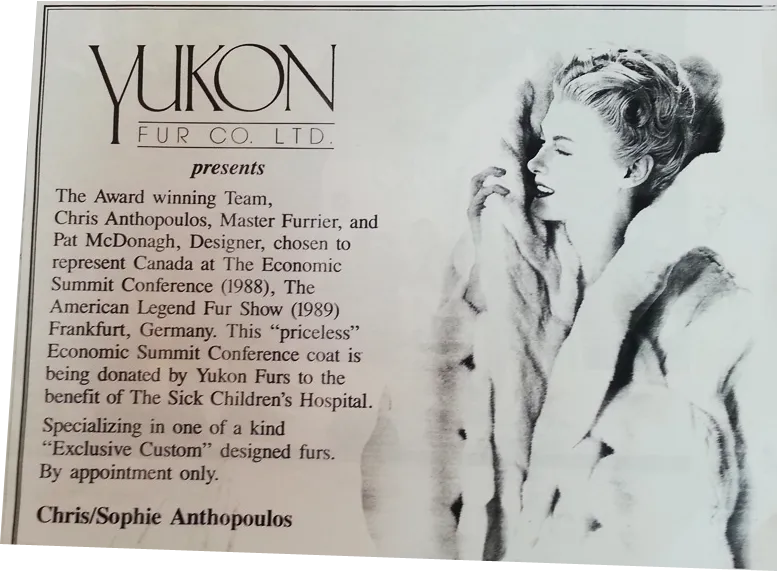 YUKON
FUR CO. LTD.
presents
The Award winning Team,
Chris Anthopoulos, Master Furrier, and
Pat McDonagh, Designer, chosen to
represent Canada at The Economic
Summit Conference (1988), The
American Legend Fur Show (1989)
Frankfurt, Germany. This “priceless”
Economic Summit Conference coat is
being donated by Yukon Furs to the
benefit of The Sick Children’s Hospital.
Specializing in one of a kind
“Exclusive Custom” designed furs.
By appointment only.
Chris/Sophie Anthopoulos